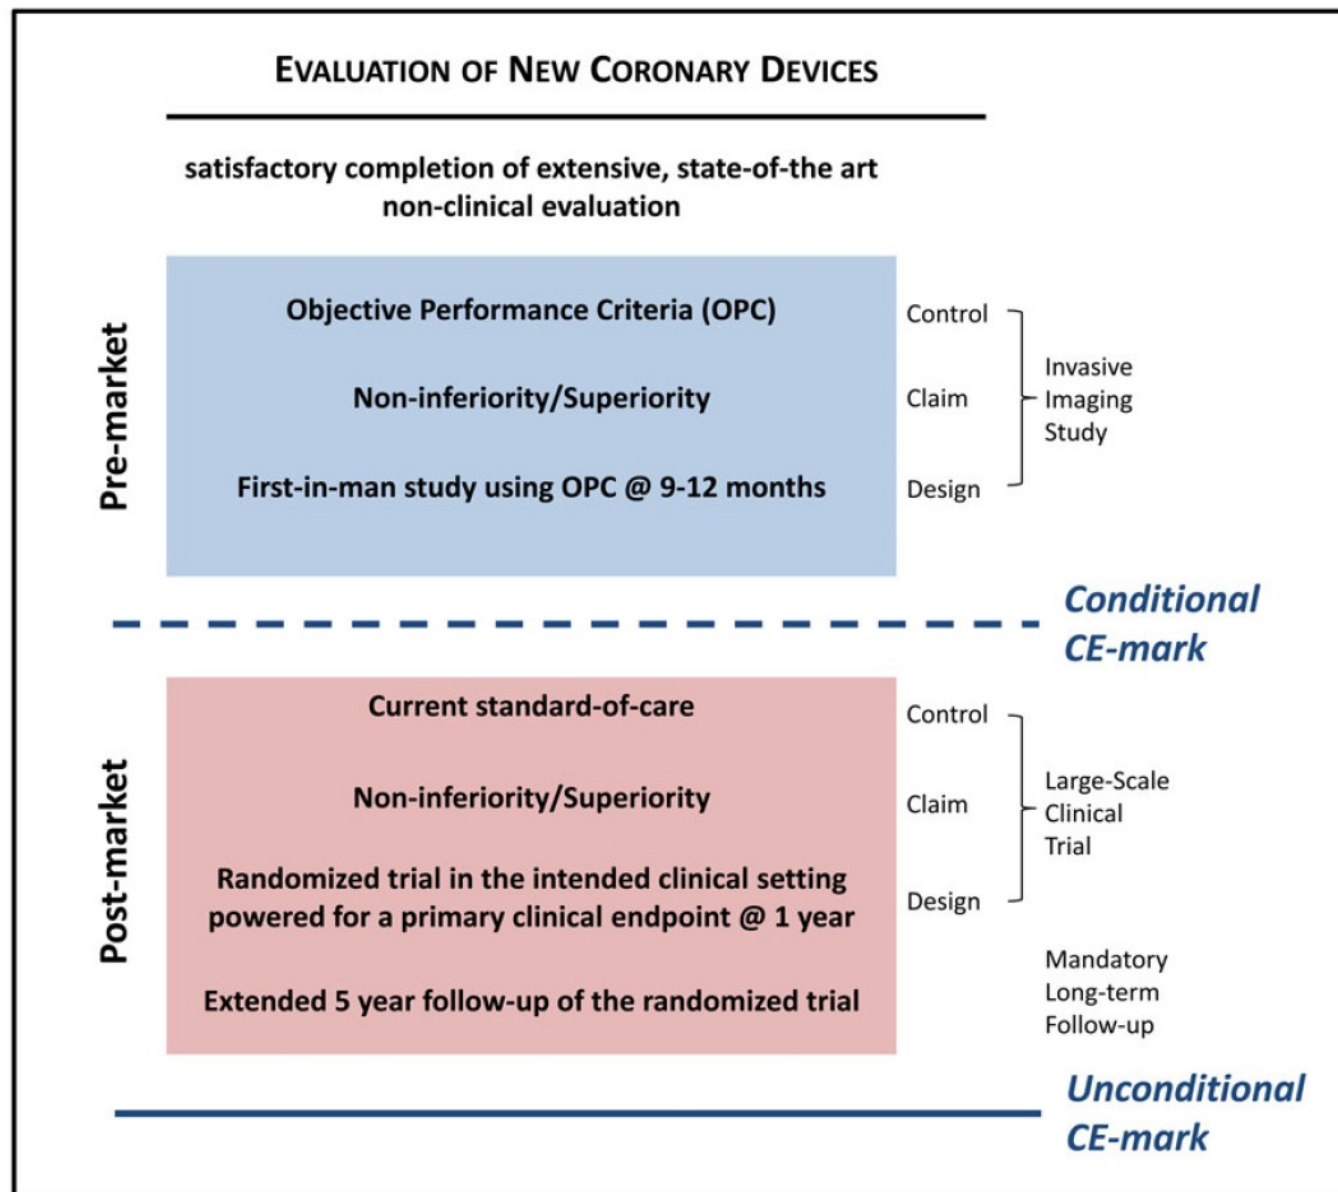 EVALUATION OF NEW CORONARY DEVICES
satisfactory completion of extensive, state-of-the art
non-clinical evaluation
Pre-market
Objective Performance Criteria (OPC)
Control
Non-inferiority/Superiority
Claim
First-in-man study using OPC @ 9-12 months
Design
Invasive
Imaging
Study
Conditional
CE-mark
Post-market
Current standard-of-care
Control
Non-inferiority/Superiority
Claim
Randomized trial in the intended clinical setting
powered for a primary clinical endpoint @ 1 year
Design
Large-Scale
Clinical
Trial
Extended 5 year follow-up of the randomized trial
Mandatory
Long-term
Follow-up
Unconditional
CE-mark